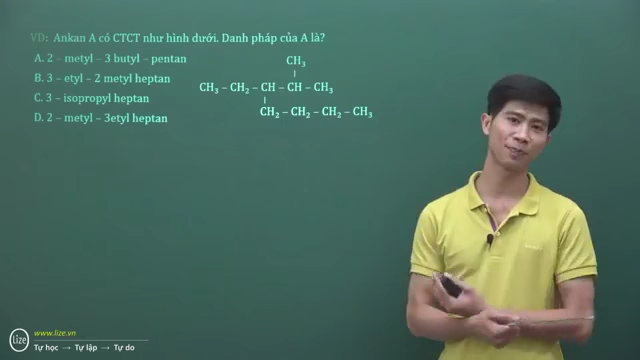 VD: Ankan A có CTCT như hình dưới. Danh pháp của A là?
A. 2 – metyl – 3 butyl – pentan
B. 3 – etyl – 2 metyl heptan
C. 3 – isopropyl heptan
D. 2 – metyl – 3etyl heptan
CH₃
CH₃ – CH₂ – CH – CH – CH₃
CH₂ – CH₂ – CH₂ – CH₃
lize
www.lize.vn
Tự học → Tự lập → Tự do